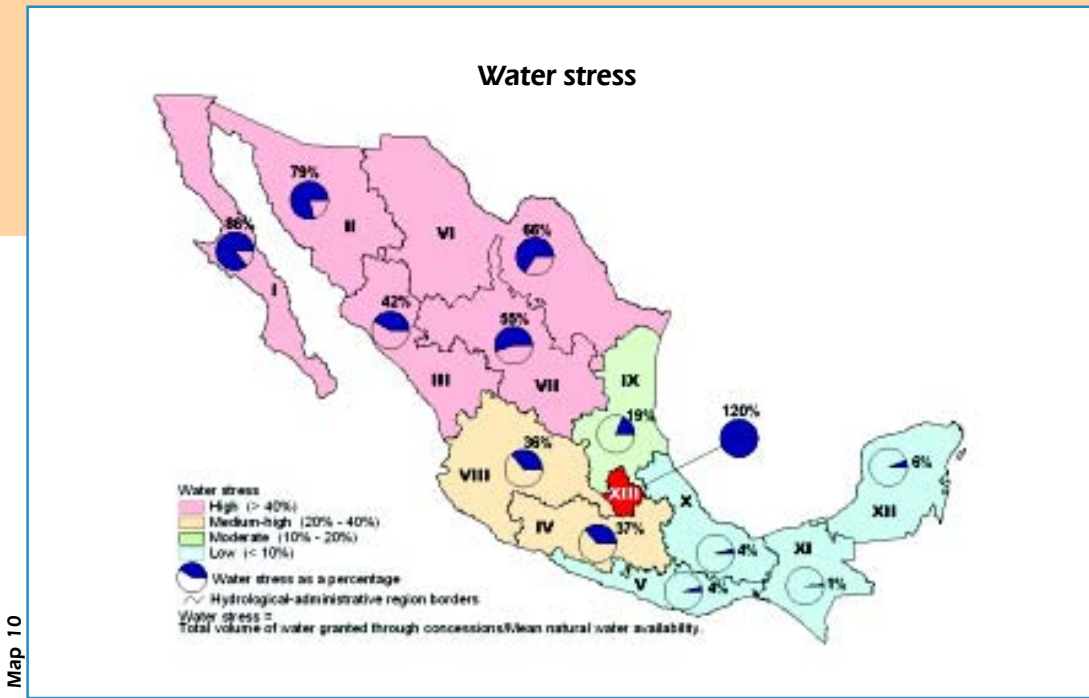 Water stress
79%
II
VI
66%
86%
I
42%
55%
III
VII
IX
19%
120%
36%
VIII
XIII
X
6%
XII
IV
37%
4%
XI
V
4%
1%
Water stress
High (> 40%)
Medium-high (20% - 40%)
Moderate (10% - 20%)
Low (< 10%)
Water stress as a percentage
Hydrological-administrative region borders
Water stress =
Total volume of water granted through concessions/Mean natural water availability.
Map 10